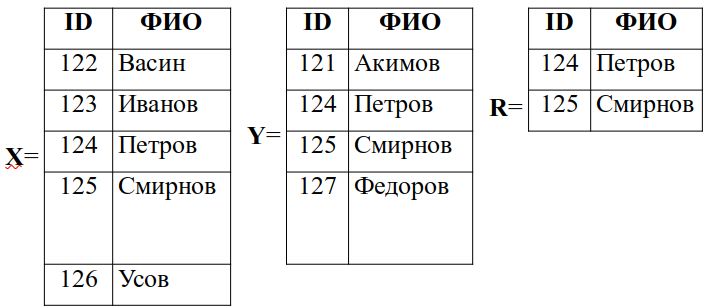 X=
ID ФИО
122 Васин
123 Иванов
124 Петров
125 Смирнов
126 Усов
Y=
ID ФИО
121 Акимов
124 Петров
125 Смирнов
127 Федоров
R=
ID ФИО
124 Петров
125 Смирнов